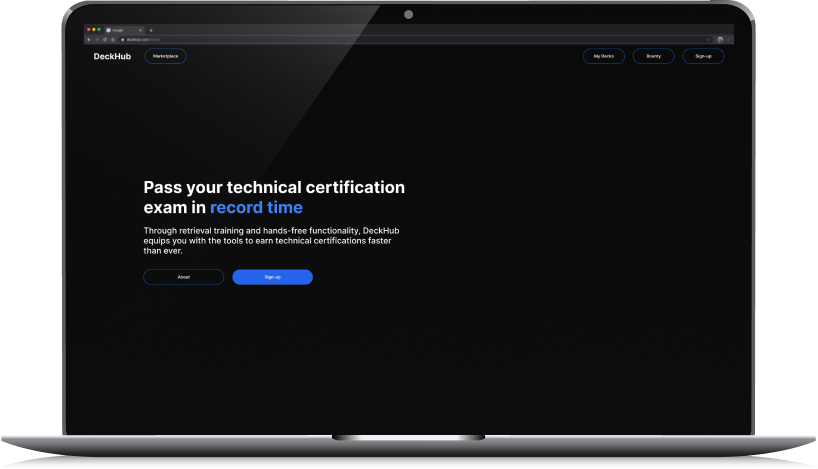 Google
deckhub.com
DeckHub
Marketplace
My Decks
Bounty
Sign-up
Pass your technical certification
exam in record time
Through retrieval training and hands-free functionality, DeckHub
equips you with the tools to earn technical certifications faster
than ever.
About
Sign-up